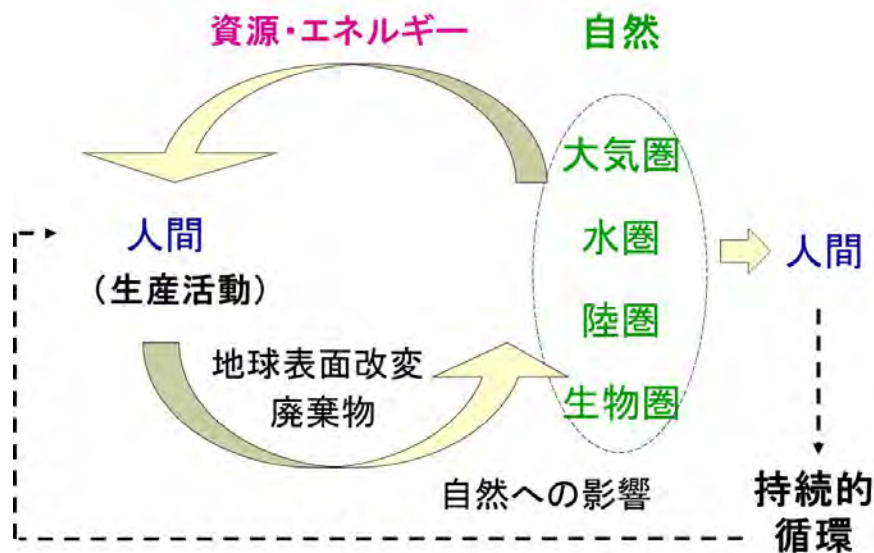 資源・エネルギー
自然
大気圏
水圏
陸圏
生物圏
人間
(生産活動)
人間
地球表面改変
廃棄物
自然への影響
持続的
循環